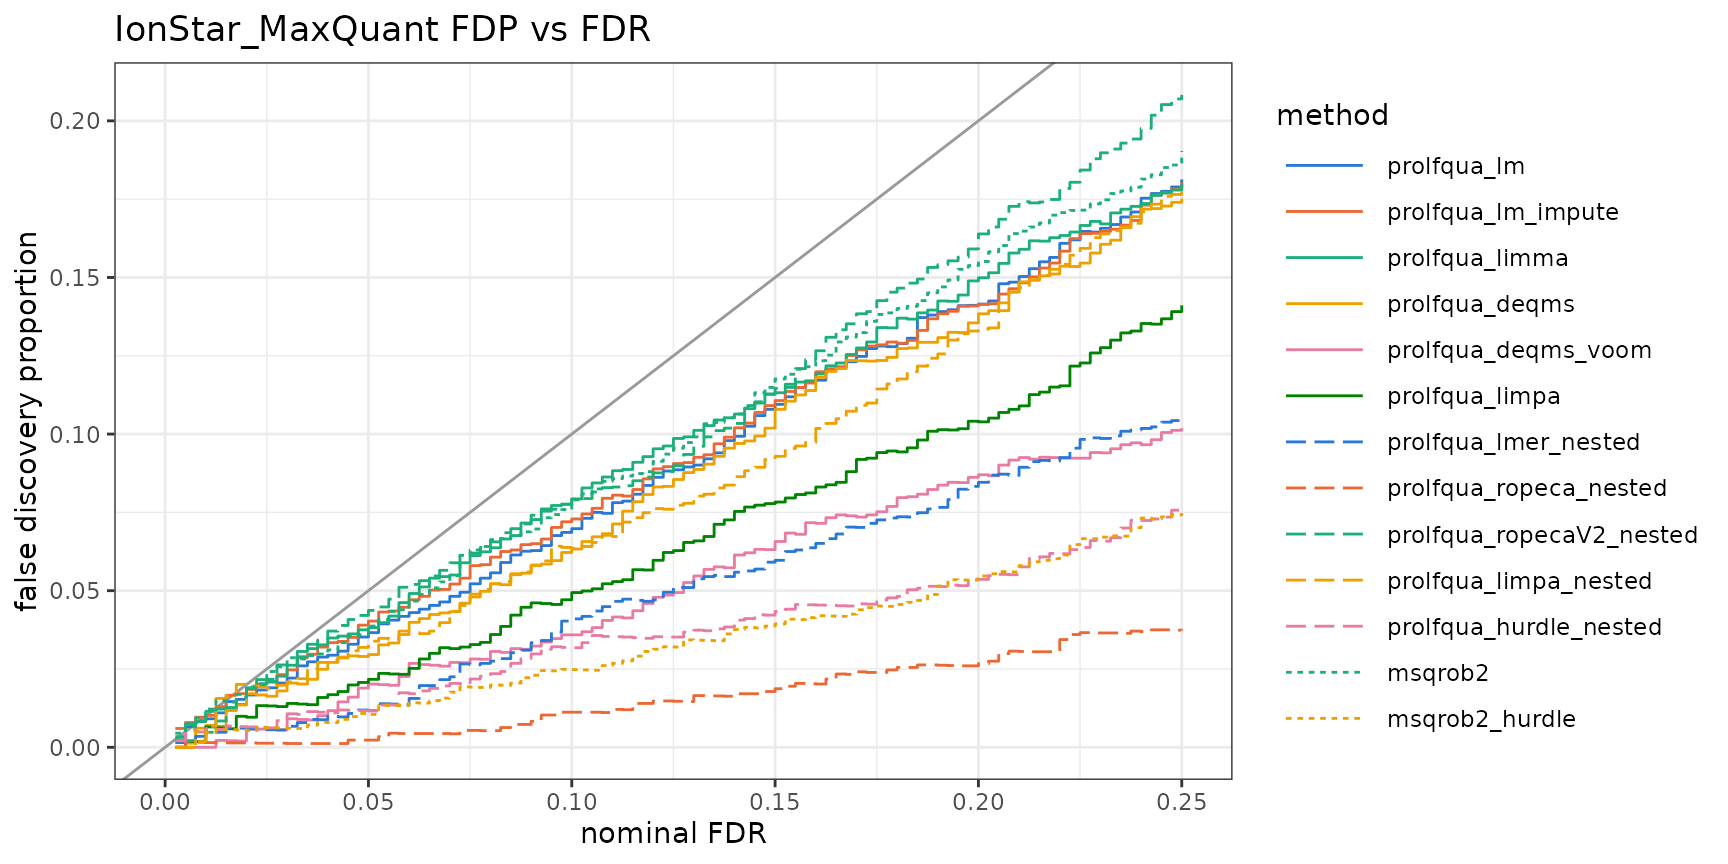 IonStar_MaxQuant FDP vs FDR
false discovery proportion
0.20
0.15
0.10
0.05
0.00
0.00 0.05 0.10 0.15 0.20 0.25
nominal FDR
method
prolfqua_lm
prolfqua_lm_impute
prolfqua_limma
prolfqua_deqms
prolfqua_deqms_voom
prolfqua_limpa
prolfqua_lmer_nested
prolfqua_ropeca_nested
prolfqua_ropecaV2_nested
prolfqua_limpa_nested
prolfqua_hurdle_nested
msqrob2
msqrob2_hurdle